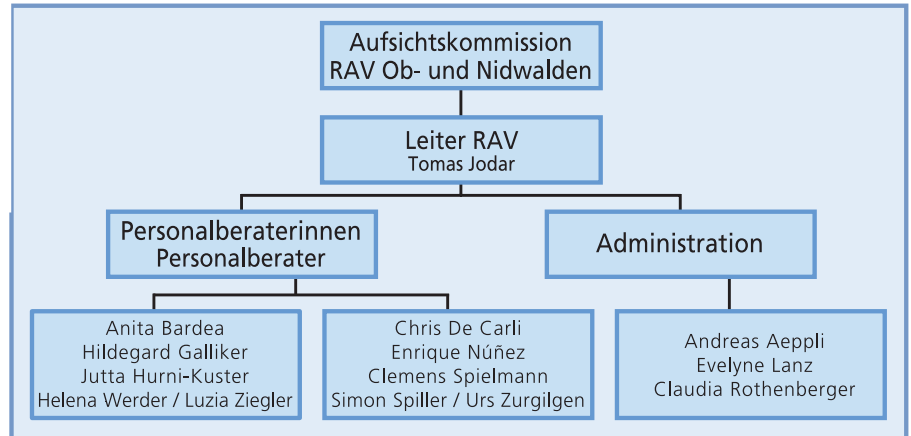 Aufsichtskommission
RAV Ob- und Nidwalden
Leiter RAV
Tomas Jodar
Personalberaterinnen
Personalberater
Administration
Anita Bardea
Hildegard Galliker
Jutta Hurni-Kuster
Helena Werder / Luzia Ziegler
Chris De Carli
Enrique Núñez
Clemens Spielmann
Simon Spiller / Urs Zurgilgen
Andreas Aeppli
Evelyne Lanz
Claudia Rothenberger